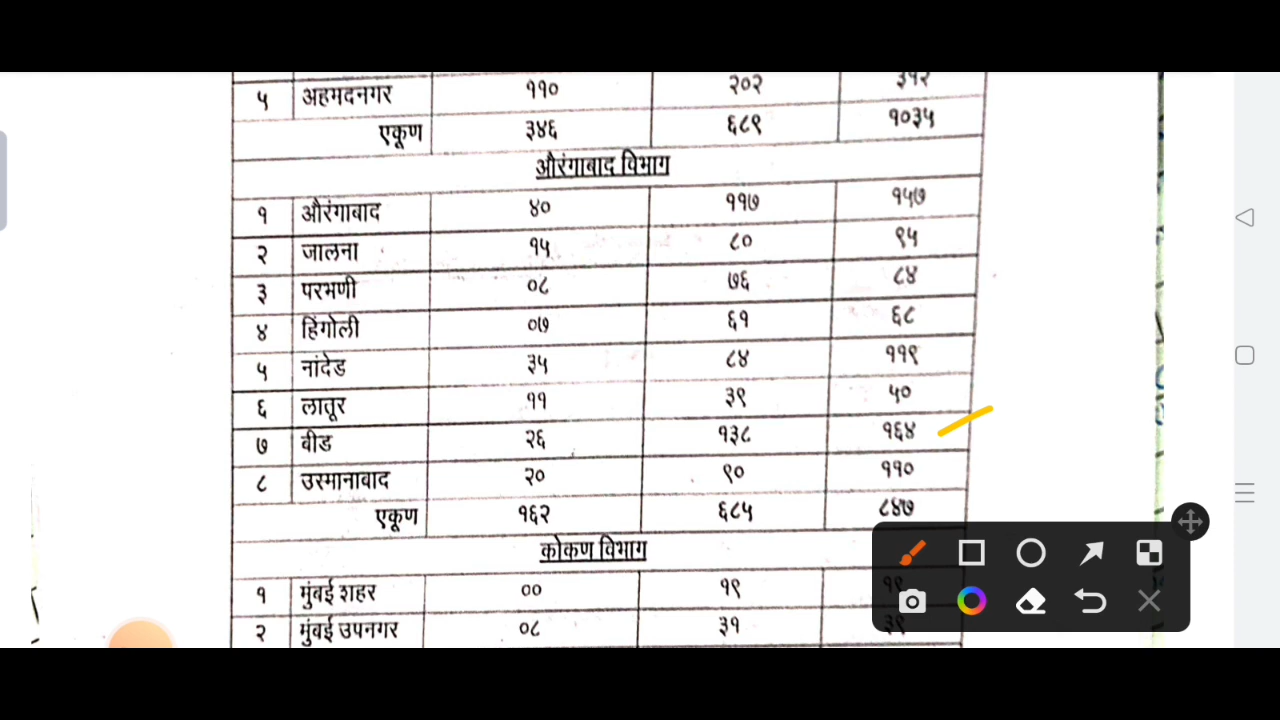 ५ अहमदनगर ११० २०२ ३१२
एकूण ३४६ ६८९ १०३५
औरंगाबाद विभाग
१ औरंगाबाद ४० ११७ १५७
२ जालना १५ ८० ९५
३ परभणी ०८ ७६ ८४
४ हिंगोली ०७ ६१ ६८
५ नांदेड ३५ ८४ ११९
६ लातूर ११ ३९ ५०
७ बीड २६ १३८ १६४
८ उस्मानाबाद २० ९० ११०
एकूण १६२ ६८५ ८४७
कोकण विभाग
१ मुंबई शहर ०० १९ १९
२ मुंबई उपनगर ०८ ३१ ३९